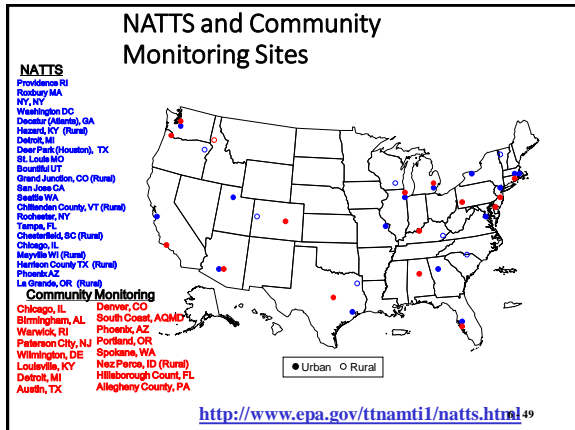 NATTS and Community
Monitoring Sites
NATTS
Providence RI
Roxbury MA
NY, NY
Washington DC
Decatur (Atlanta), GA
Hazard, KY (Rural)
Detroit, MI
Deer Park (Houston), TX
St. Louis MO
Bountiful UT
Grand Junction, CO (Rural)
San Jose CA
Seattle WA
Chittenden County, VT (Rural)
Rochester, NY
Tampa, FL
Chesterfield, SC (Rural)
Chicago, IL
Mayville WI (Rural)
Harrison County TX (Rural)
Phoenix AZ
La Grande, OR (Rural)
Community Monitoring
Chicago, IL
Birmingham, AL
Warwick, RI
Paterson City, NJ
Wilmington, DE
Louisville, KY
Detroit, MI
Austin, TX
Denver, CO
South Coast, AQMD
Phoenix, AZ
Portland, OR
Spokane, WA
Nez Perce, ID (Rural)
Hillsborough Count, FL
Allegheny County, PA
Urban Rural
http://www.epa.gov/ttnamti1/natts.html
49